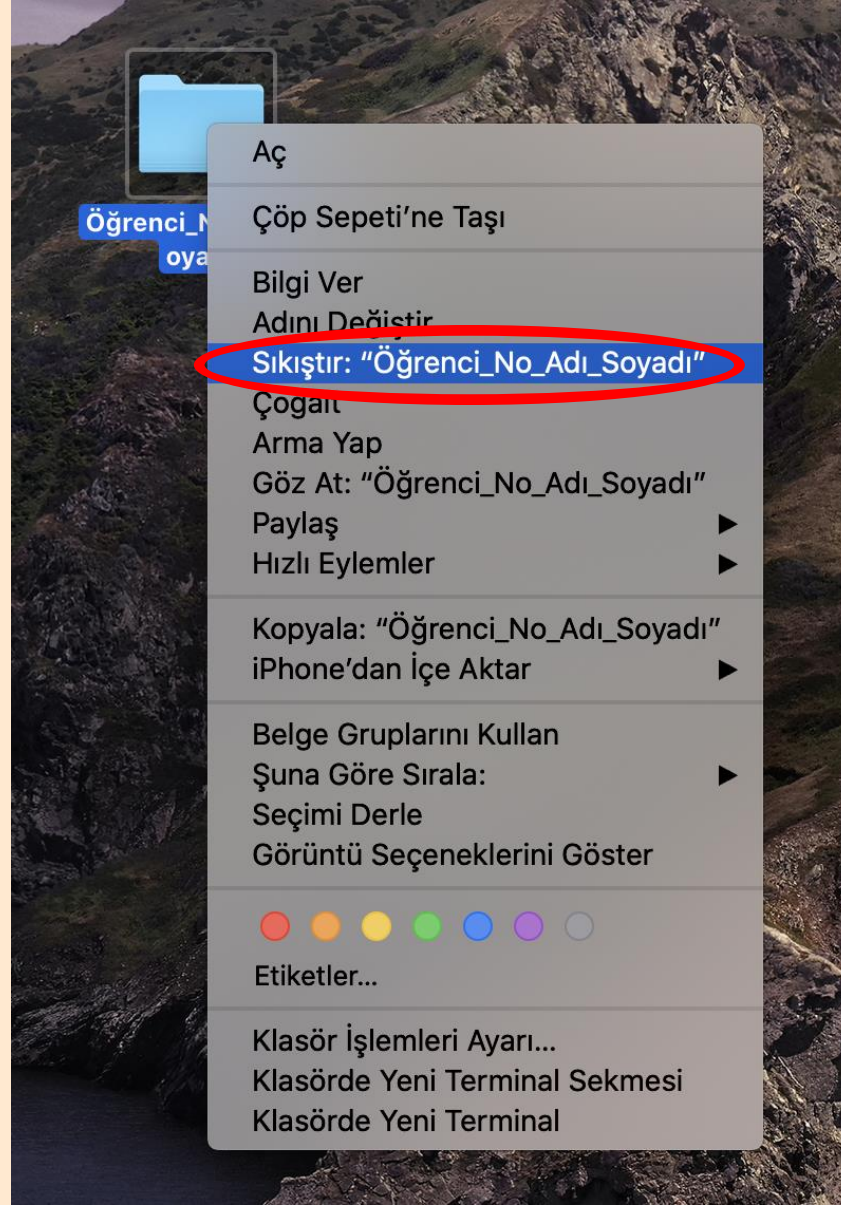 Aç
Öğrenci_
oya
Çöp Sepeti’ne Taşı
Bilgi Ver
Adını Değiştir
Sıkıştır: “Öğrenci_No_Adı_Soyadı”
Çoğalt
Arma Yap
Göz At: “Öğrenci_No_Adı_Soyadı”
Paylaş
Hızlı Eylemler
Kopyala: “Öğrenci_No_Adı_Soyadı”
iPhone’dan İçe Aktar
Belge Gruplarını Kullan
Şuna Göre Sırala:
Seçimi Derle
Görüntü Seçeneklerini Göster
Etiketler...
Klasör İşlemleri Ayarı...
Klasörde Yeni Terminal Sekmesi
Klasörde Yeni Terminal